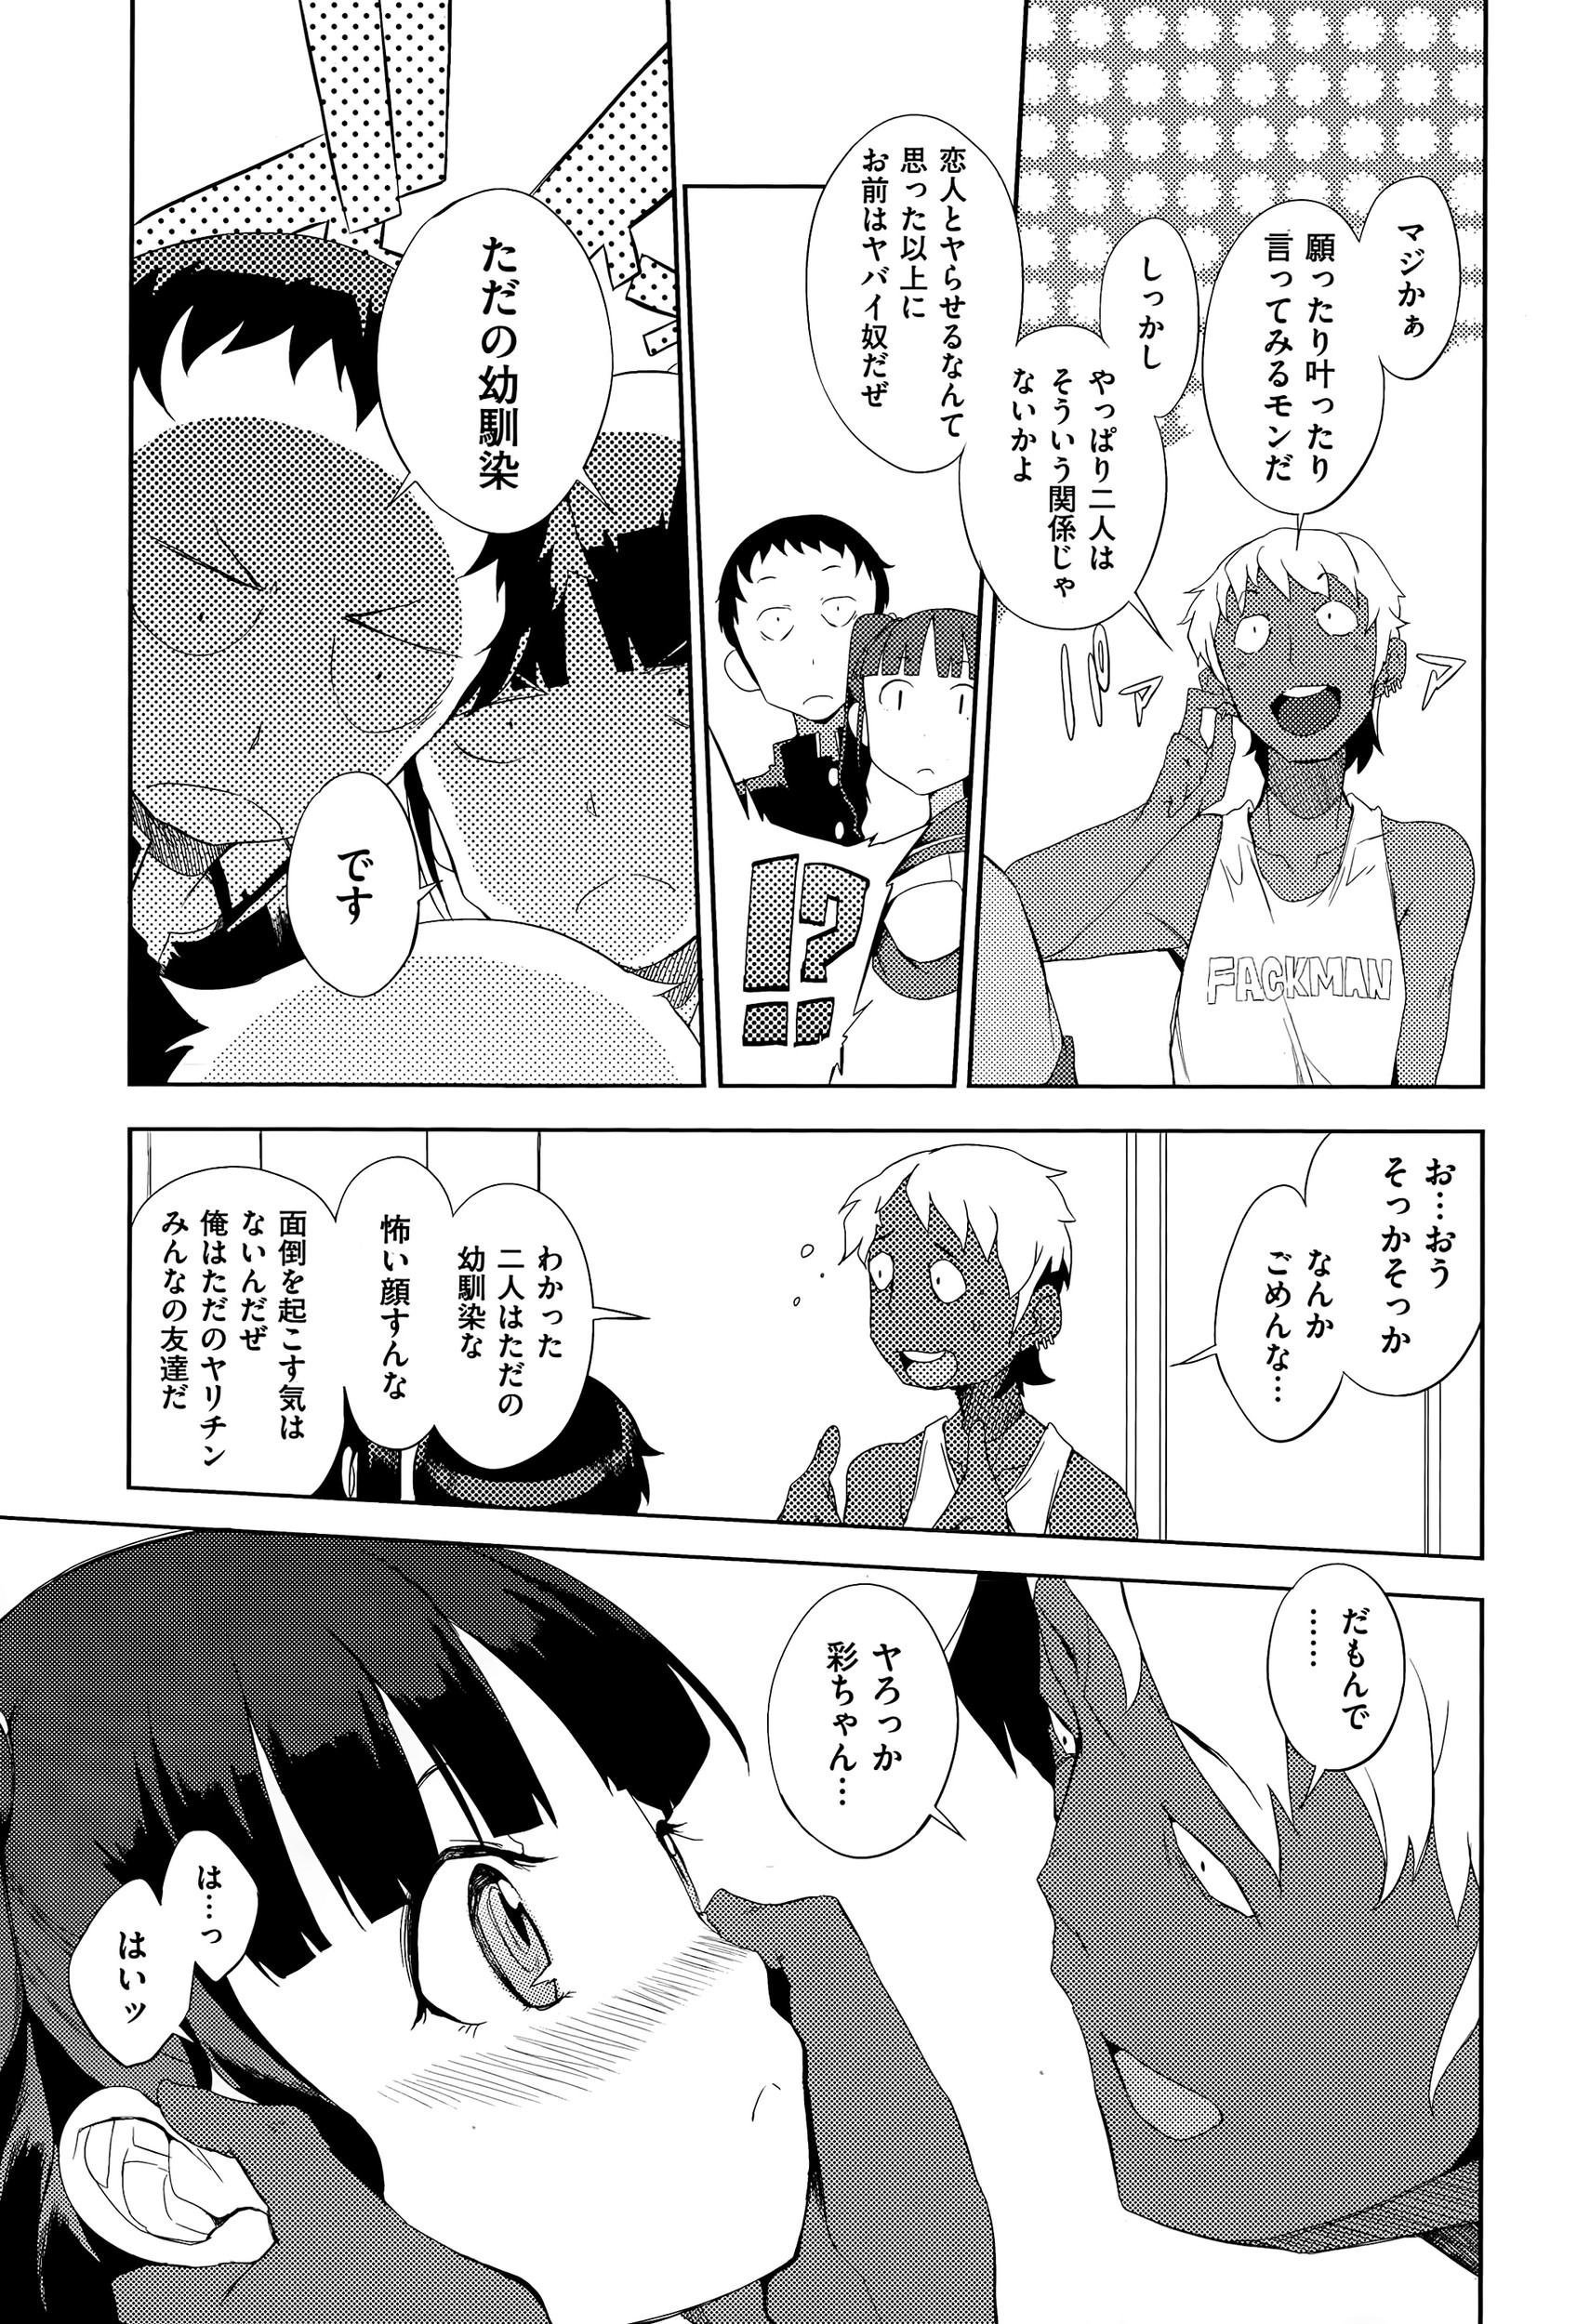 マジかぁ
願ったり叶ったり
言ってみるモンだ
しっかし
やっぱり二人は
そういう関係じゃ
ないかよ
恋人とヤらせるなんて
思った以上に
お前はヤバイ奴だぜ
FACKMAN
!?
ただの幼馴染
です
お…おう
そっかそっか
なんか
ごめんな…
わかった
二人はただの
幼馴染な
怖い顔すんな
面倒を起こす気は
ないんだぜ
俺はただのヤリチン
みんなの友達だ
だもんで
……
ヤろっか
彩ちゃん…
は…っ
はいッ